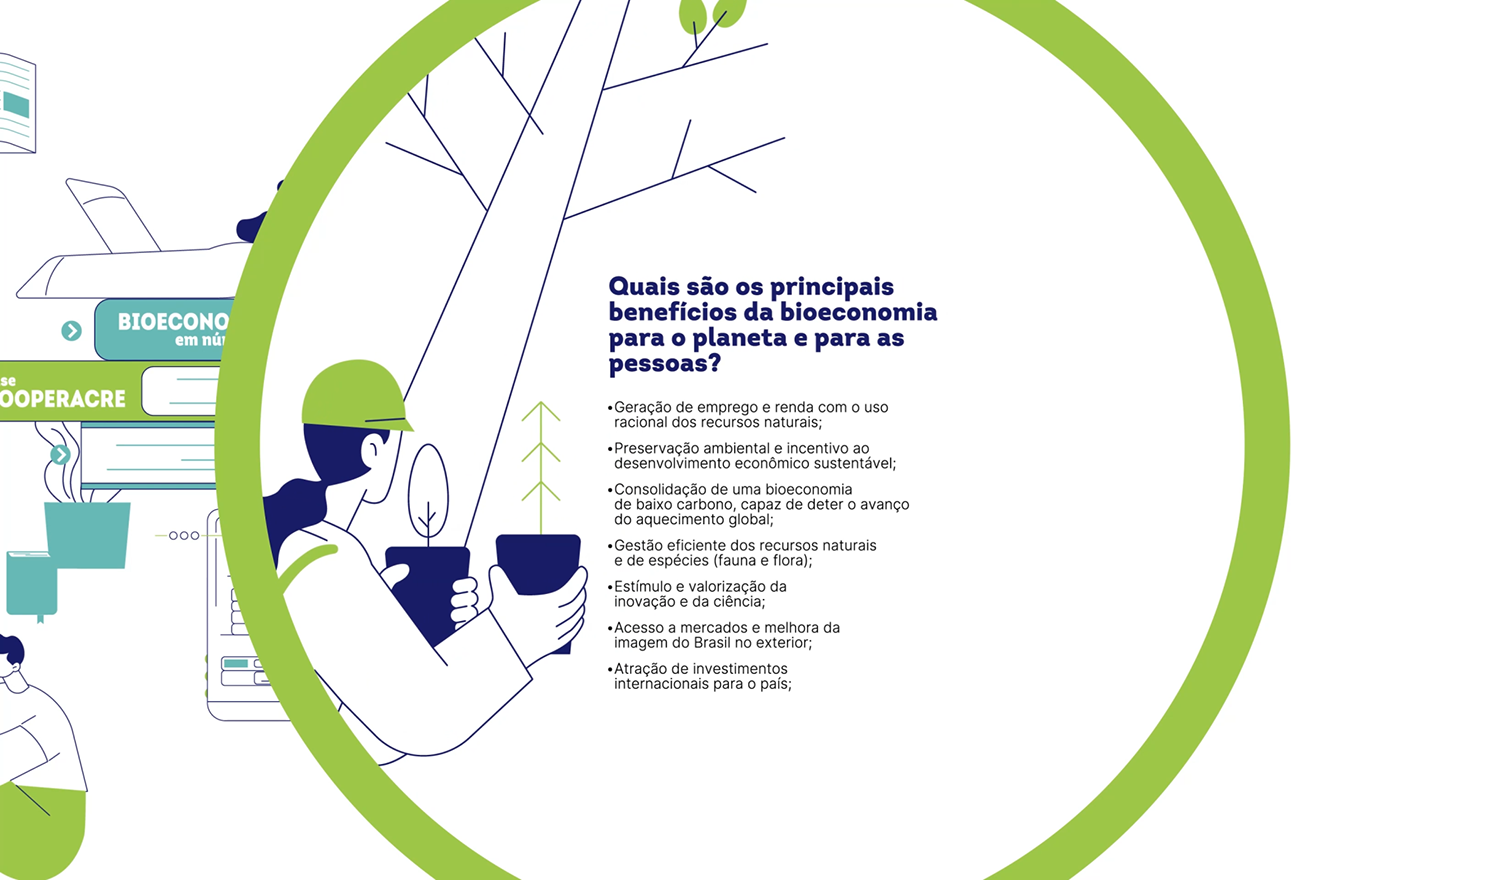 BIOECONO
em nú
se
OOPERACRE
Quais são os principais
benefícios da bioeconomia
para o planeta e para as
pessoas?
•Geração de emprego e renda com o uso
racional dos recursos naturais;
•Preservação ambiental e incentivo ao
desenvolvimento econômico sustentável;
•Consolidação de uma bioeconomia
de baixo carbono, capaz de deter o avanço
do aquecimento global;
•Gestão eficiente dos recursos naturais
e de espécies (fauna e flora);
•Estímulo e valorização da
inovação e da ciência;
•Acesso a mercados e melhora da
imagem do Brasil no exterior;
•Atração de investimentos
internacionais para o país;